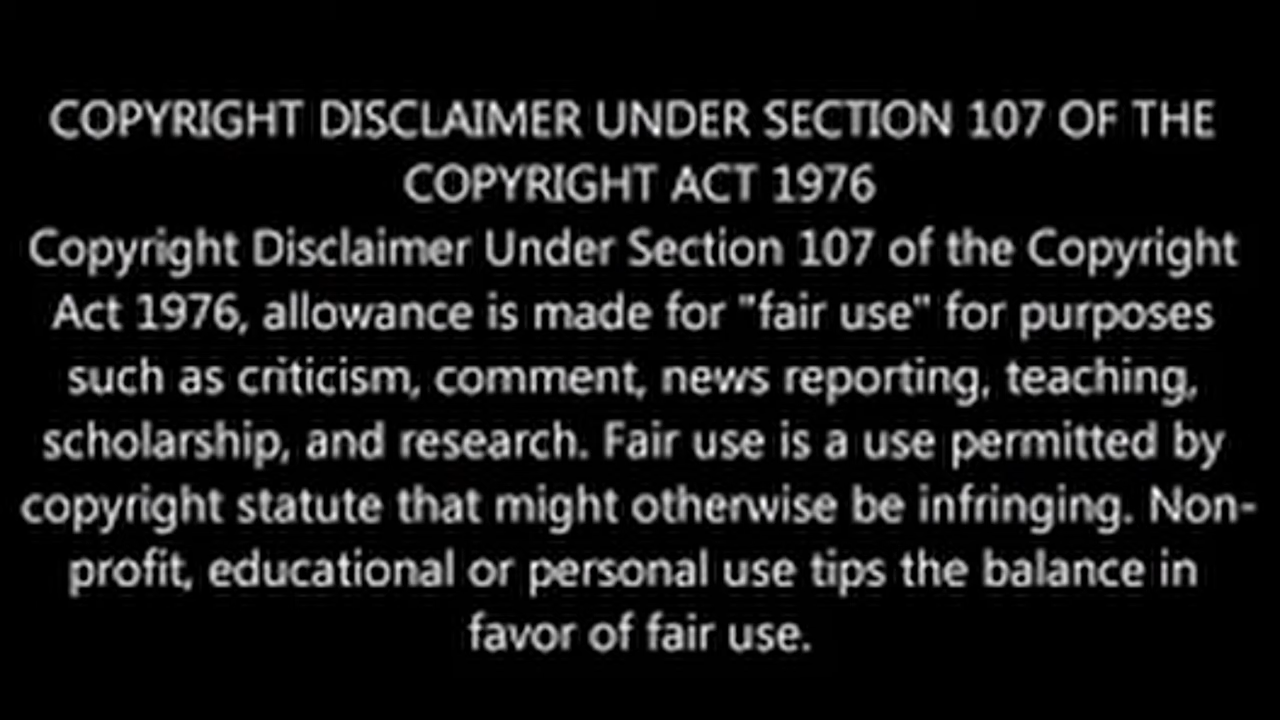 COPYRIGHT DISCLAIMER UNDER SECTION 107 OF THE
COPYRIGHT ACT 1976
Copyright Disclaimer Under Section 107 of the Copyright
Act 1976, allowance is made for "fair use" for purposes
such as criticism, comment, news reporting, teaching,
scholarship, and research. Fair use is a use permitted by
copyright statute that might otherwise be infringing. Non-
profit, educational or personal use tips the balance in
favor of fair use.